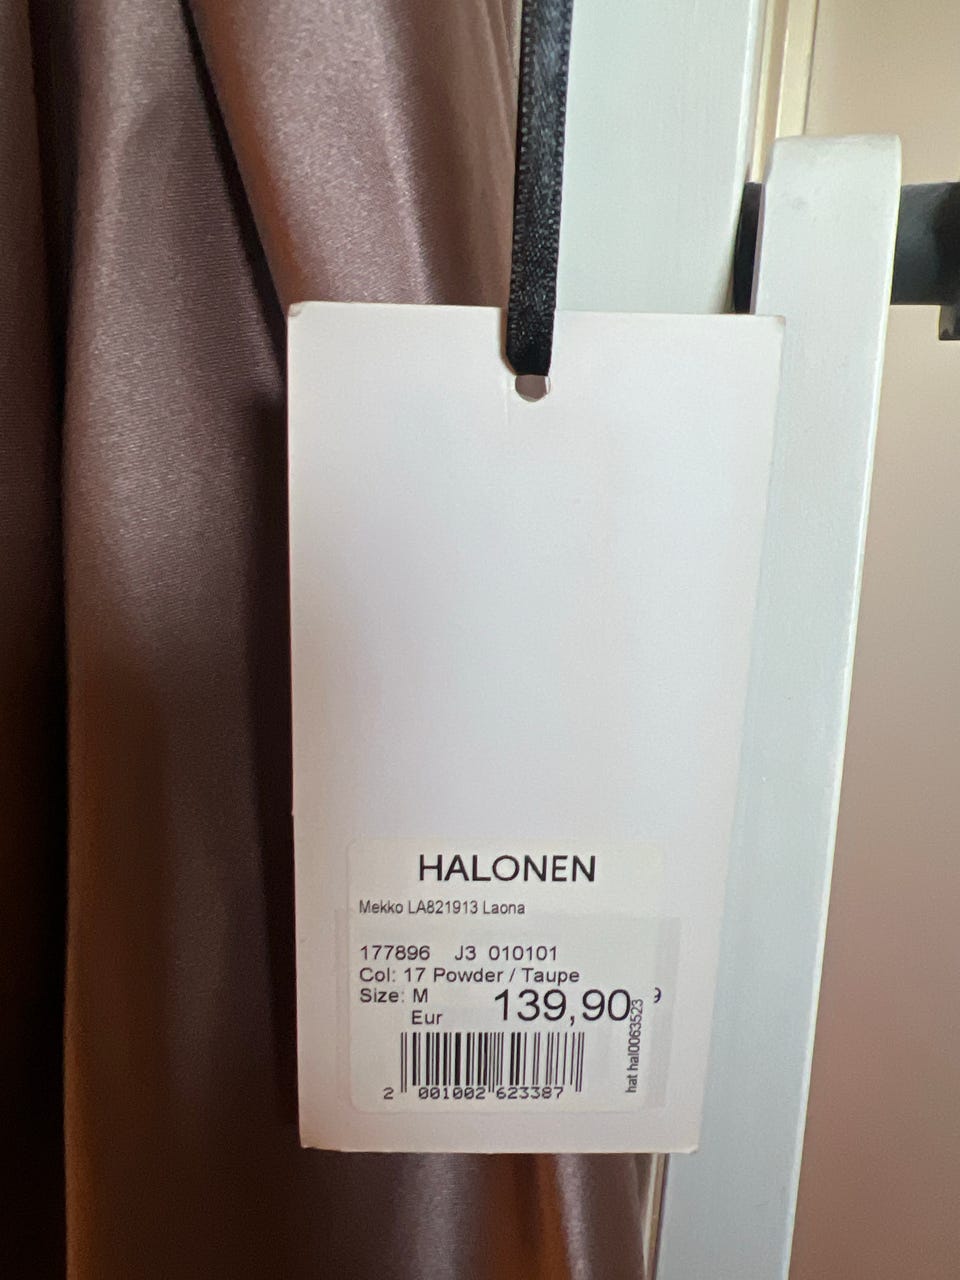 HALONEN
Mekko LA821913 Laona
177896 J3 010101
Col: 17 Powder / Taupe
Size: M
Eur 139,90
9
2 001002 623387
hat hal0063523